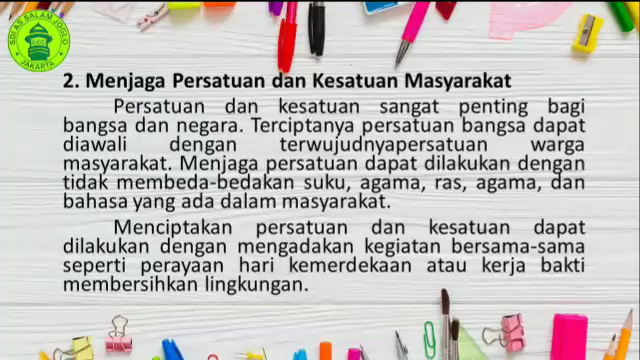 SDI AS SALAM JOGLO
JAKARTA
2. Menjaga Persatuan dan Kesatuan Masyarakat
Persatuan dan kesatuan sangat penting bagi
bangsa dan negara. Terciptanya persatuan bangsa dapat
diawali dengan terwujudnyapersatuan warga
masyarakat. Menjaga persatuan dapat dilakukan dengan
tidak membeda-bedakan suku, agama, ras, agama, dan
bahasa yang ada dalam masyarakat.
Menciptakan persatuan dan kesatuan dapat
dilakukan dengan mengadakan kegiatan bersama-sama
seperti perayaan hari kemerdekaan atau kerja bakti
membersihkan lingkungan.